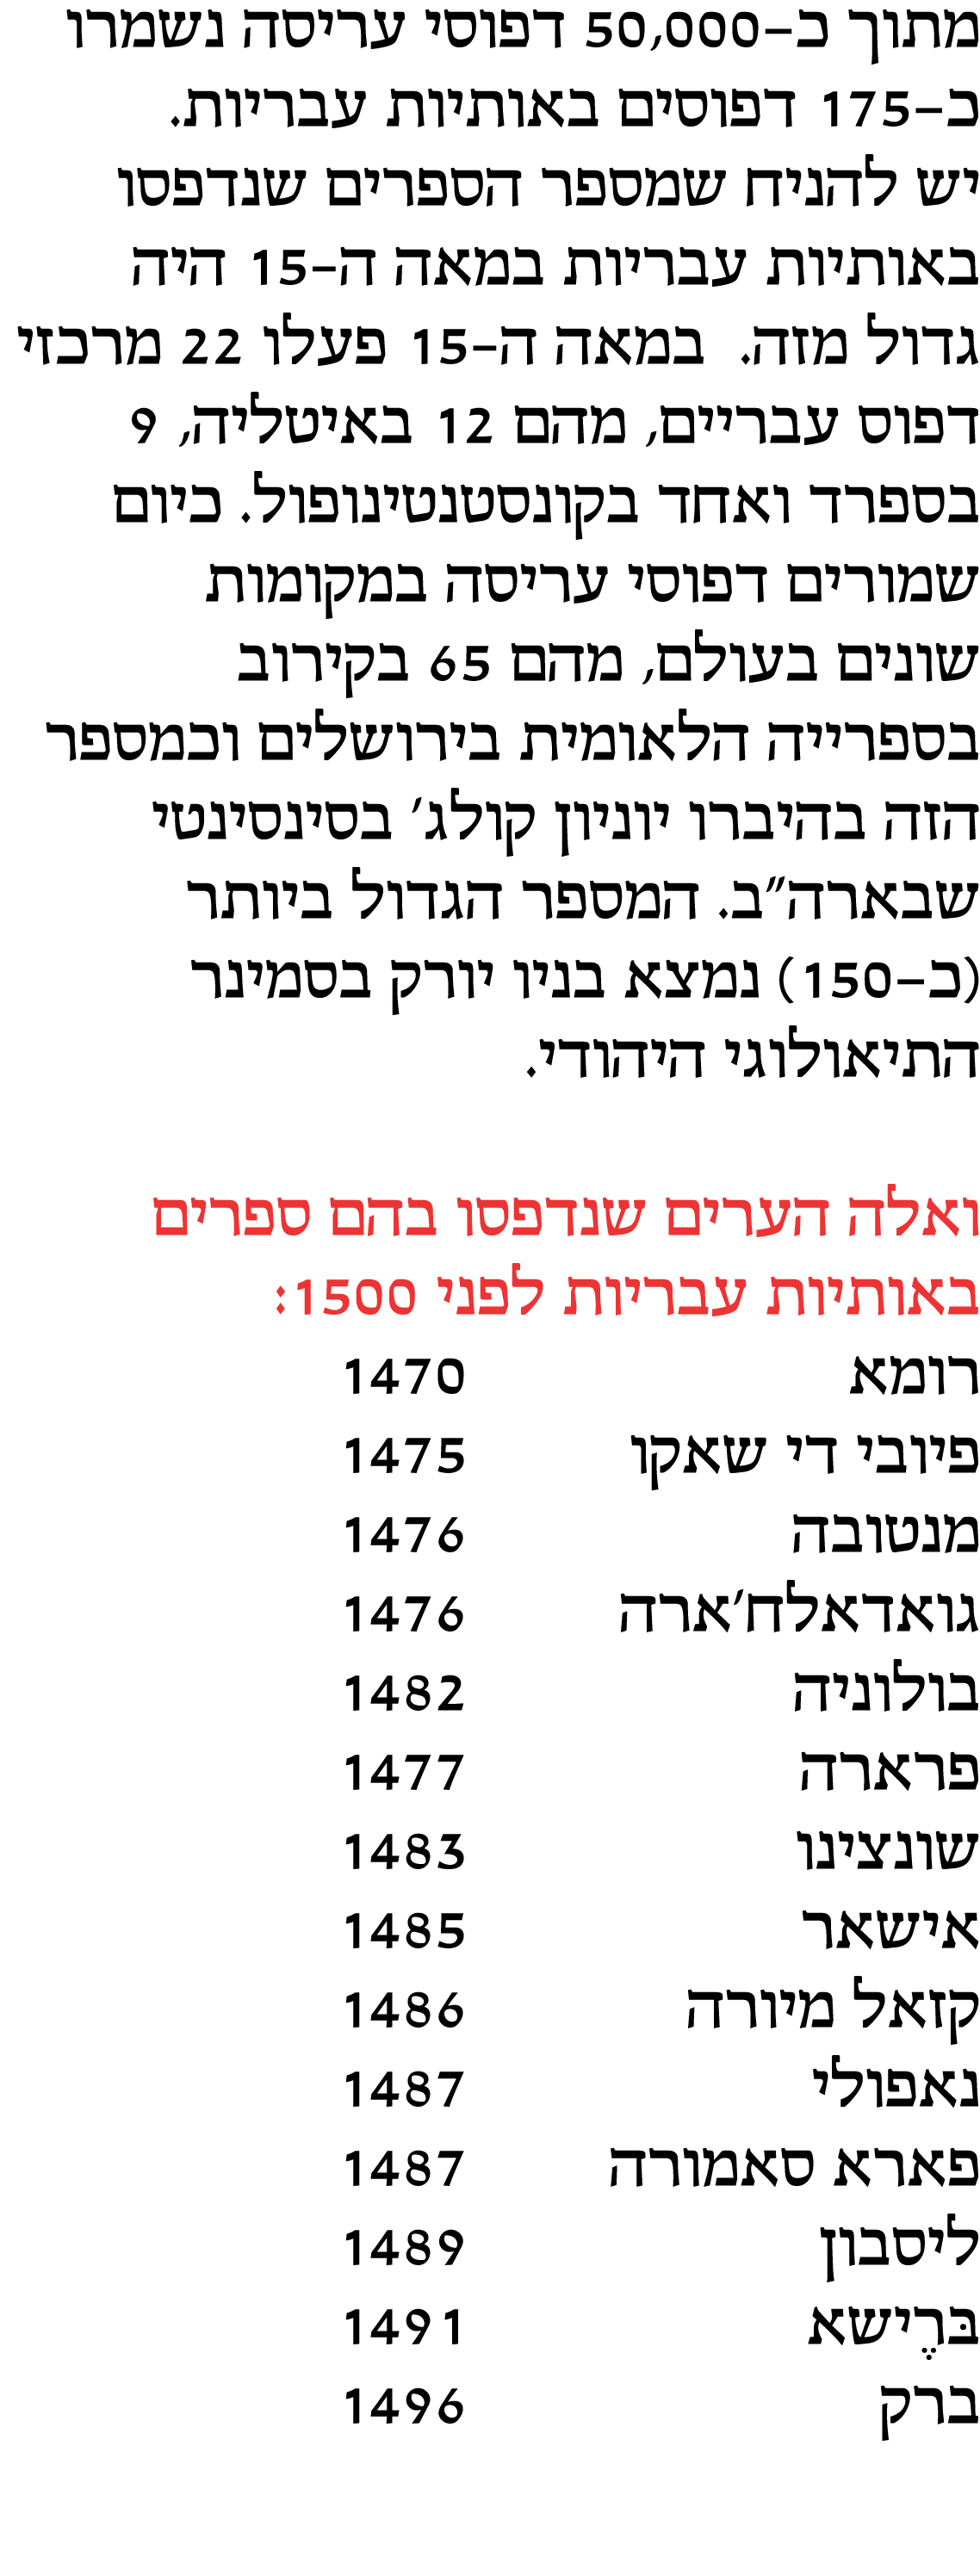 מתוך כ-50,000 דפוסי עריסה נשמרו
כ-175 דפוסים באותיות עבריות.
יש להניח שמספר הספרים שנדפסו
באותיות עבריות במאה ה-15 היה
גדול מזה.  במאה ה-15 פעלו 22 מרכזי
דפוס עבריים, מהם 12 באיטליה, 9
בספרד ואחד בקונסטנטינופול. כיום
שמורים דפוסי עריסה במקומות
שונים בעולם, מהם 65 בקירוב
בספרייה הלאומית בירושלים וכמספר
הזה בהיברו יוניון קולג' בסינסינטי
שבארה"ב. המספר הגדול ביותר
(כ-150) נמצא בניו יורק בסמינר
התיאולוגי היהודי.
ואלה הערים שנדפסו בהם ספרים
באותיות עבריות לפני 1500:
רומא 1470
פיובי די שאקו 1475
מנטובה 1476
גואדאלח'ארה 1476
בולוניה 1482
פרארה 1477
שונצינו 1483
אישאר 1485
קזאל מיורה 1486
נאפולי 1487
פארא סאמורה 1487
ליסבון 1489
בּרֶישא 1491
ברק 1496